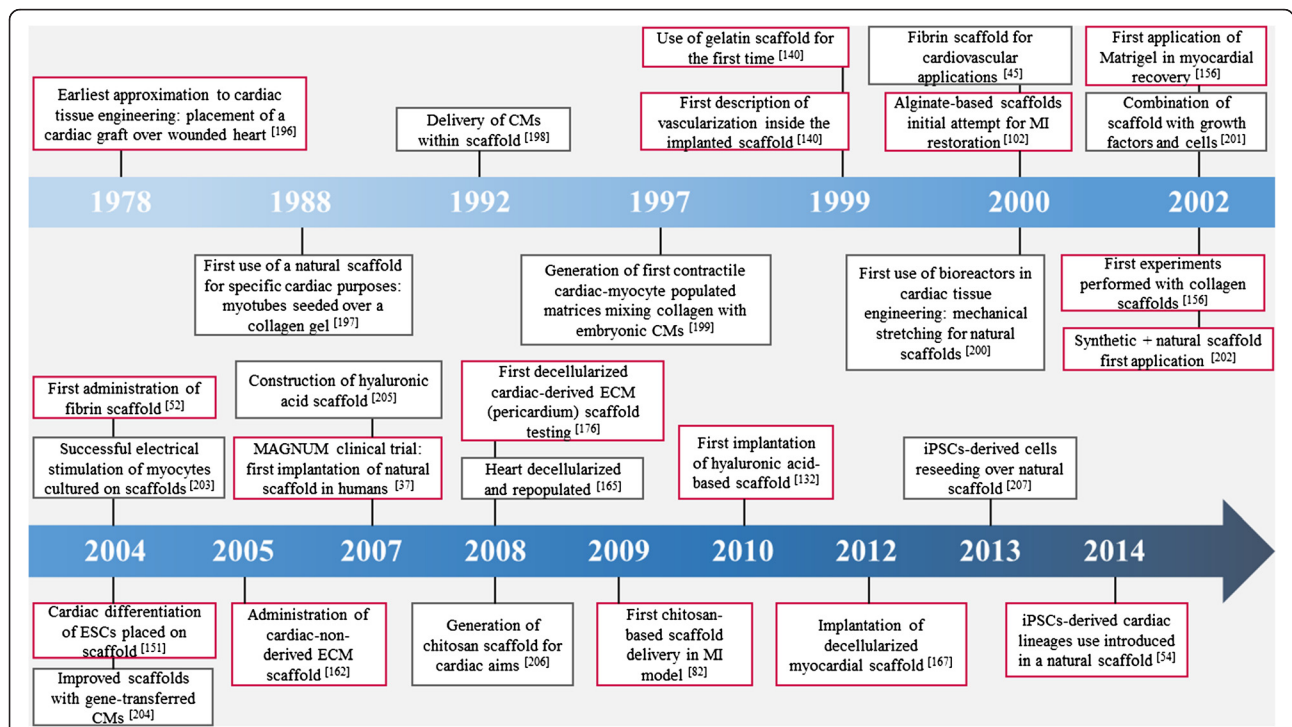 Earliest approximation to cardiac
tissue engineering: placement of a
cardiac graft over wounded heart [196]
Delivery of CMs
within scaffold [198]
Use of gelatin scaffold for
the first time [140]
First description of
vascularization inside the
implanted scaffold [140]
Fibrin scaffold for
cardiovascular
applications [45]
Alginate-based scaffolds
initial attempt for MI
restoration [102]
First application of
Matrigel in myocardial
recovery [156]
Combination of
scaffold with growth
factors and cells [201]
1978 1988 1992 1997 1999 2000 2002
First use of a natural scaffold
for specific cardiac purposes:
myotubes seeded over a
collagen gel [197]
Generation of first contractile
cardiac-myocyte populated
matrices mixing collagen with
embryonic CMs [199]
First use of bioreactors in
cardiac tissue
engineering: mechanical
stretching for natural
scaffolds [200]
First experiments
performed with collagen
scaffolds [156]
Synthetic + natural scaffold
first application [202]
First administration of
fibrin scaffold [52]
Successful electrical
stimulation of myocytes
cultured on scaffolds [203]
Construction of hyaluronic
acid scaffold [205]
MAGNUM clinical trial:
first implantation of natural
scaffold in humans [37]
First decellularized
cardiac-derived ECM
(pericardium) scaffold
testing [176]
Heart decellularized
and repopulated [165]
First implantation
of hyaluronic acid-
based scaffold [132]
iPSCs-derived cells
reseeding over natural
scaffold [207]
2004 2005 2007 2008 2009 2010 2012 2013 2014
Cardiac differentiation
of ESCs placed on
scaffold [151]
Improved scaffolds
with gene-transferred
CMs [204]
Administration of
cardiac-non-
derived ECM
scaffold [162]
Generation of
chitosan scaffold for
cardiac aims [206]
First chitosan-
based scaffold
delivery in MI
model [82]
Implantation of
decellularized
myocardial scaffold [167]
iPSCs-derived cardiac
lineages use introduced
in a natural scaffold [54]